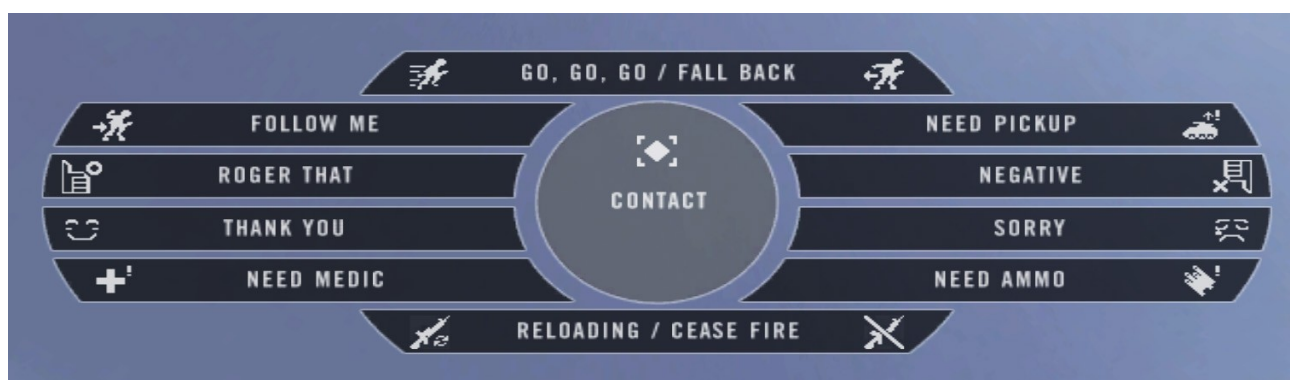 GO, GO, GO / FALL BACK
FOLLOW ME
NEED PICKUP
ROGER THAT
NEGATIVE
CONTACT
THANK YOU
SORRY
NEED MEDIC
NEED AMMO
RELOADING / CEASE FIRE